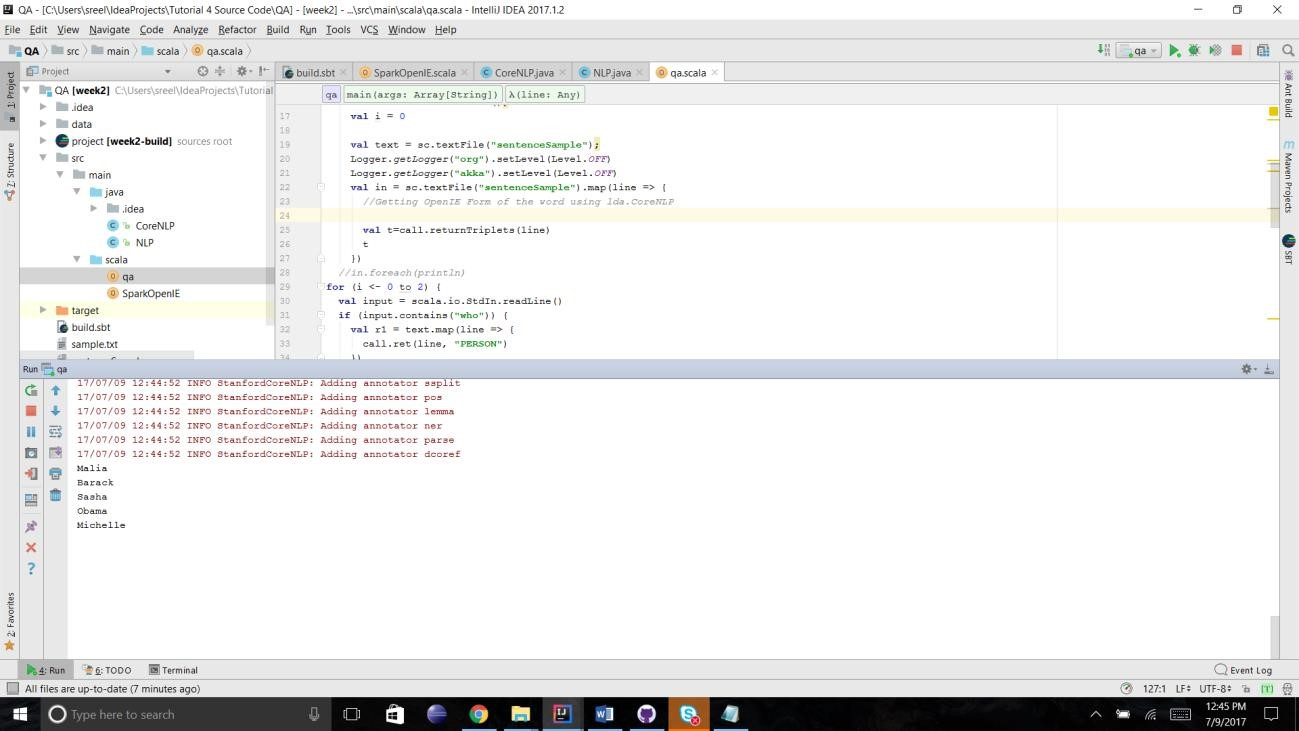 QA - [C:\Users\sreel\IdeaProjects\Tutorial 4 Source Code\QA] - [week2] - ...\src\main\scala\qa.scala - IntelliJ IDEA 2017.1.2
File Edit View Navigate Code Analyze Refactor Build Run Tools VCS Window Help
QA src main scala qa.scala qa
Project build.sbt SparkOpenIE.scala CoreNLP.java NLP.java qa.scala
1: Project
7: Structure
2: Favorites
QA [week2] C:\Users\sreel\IdeaProjects\Tutorial
.idea
data
project [week2-build] sources root
src
main
java
.idea
CoreNLP
NLP
scala
qa
SparkOpenIE
target
build.sbt
sample.txt
qa main(args: Array[String]) λ(line: Any)
17 val i = 0
18
19 val text = sc.textFile("sentenceSample");
20 Logger.getLogger("org").setLevel(Level.OFF)
21 Logger.getLogger("akka").setLevel(Level.OFF)
22 val in = sc.textFile("sentenceSample").map(line => {
23 //Getting OpenIE Form of the word using lda.CoreNLP
24
25 val t=call.returnTriplets(line)
26 t
27 })
28 //in.foreach(println)
29 for (i <- 0 to 2) {
30 val input = scala.io.StdIn.readLine()
31 if (input.contains("who")) {
32 val r1 = text.map(line => {
33 call.ret(line, "PERSON")
34 })
Ant Build
m Maven Projects
SBT
Run qa
17/07/09 12:44:52 INFO StanfordCoreNLP: Adding annotator ssplit
17/07/09 12:44:52 INFO StanfordCoreNLP: Adding annotator pos
17/07/09 12:44:52 INFO StanfordCoreNLP: Adding annotator lemma
17/07/09 12:44:52 INFO StanfordCoreNLP: Adding annotator ner
17/07/09 12:44:52 INFO StanfordCoreNLP: Adding annotator parse
17/07/09 12:44:52 INFO StanfordCoreNLP: Adding annotator dcoref
Malia
Barack
Sasha
Obama
Michelle
4: Run 6: TODO Terminal Event Log
All files are up-to-date (7 minutes ago) 127:1 LF UTF-8 [T]
Type here to search
12:45 PM
7/9/2017